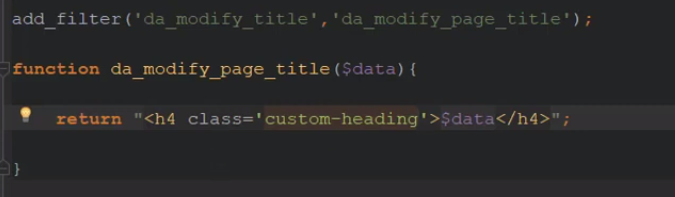 add_filter('da_modify_title','da_modify_page_title');
function da_modify_page_title($data){
return "<h4 class='custom-heading'>$data</h4>";
}